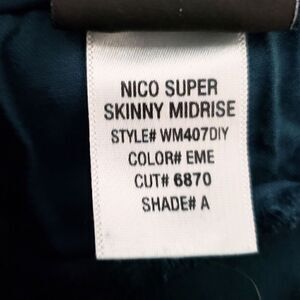 NICO SUPER
SKINNY MIDRISE
STYLE# WM407DIY
COLOR# EME
CUT# 6870
SHADE# A